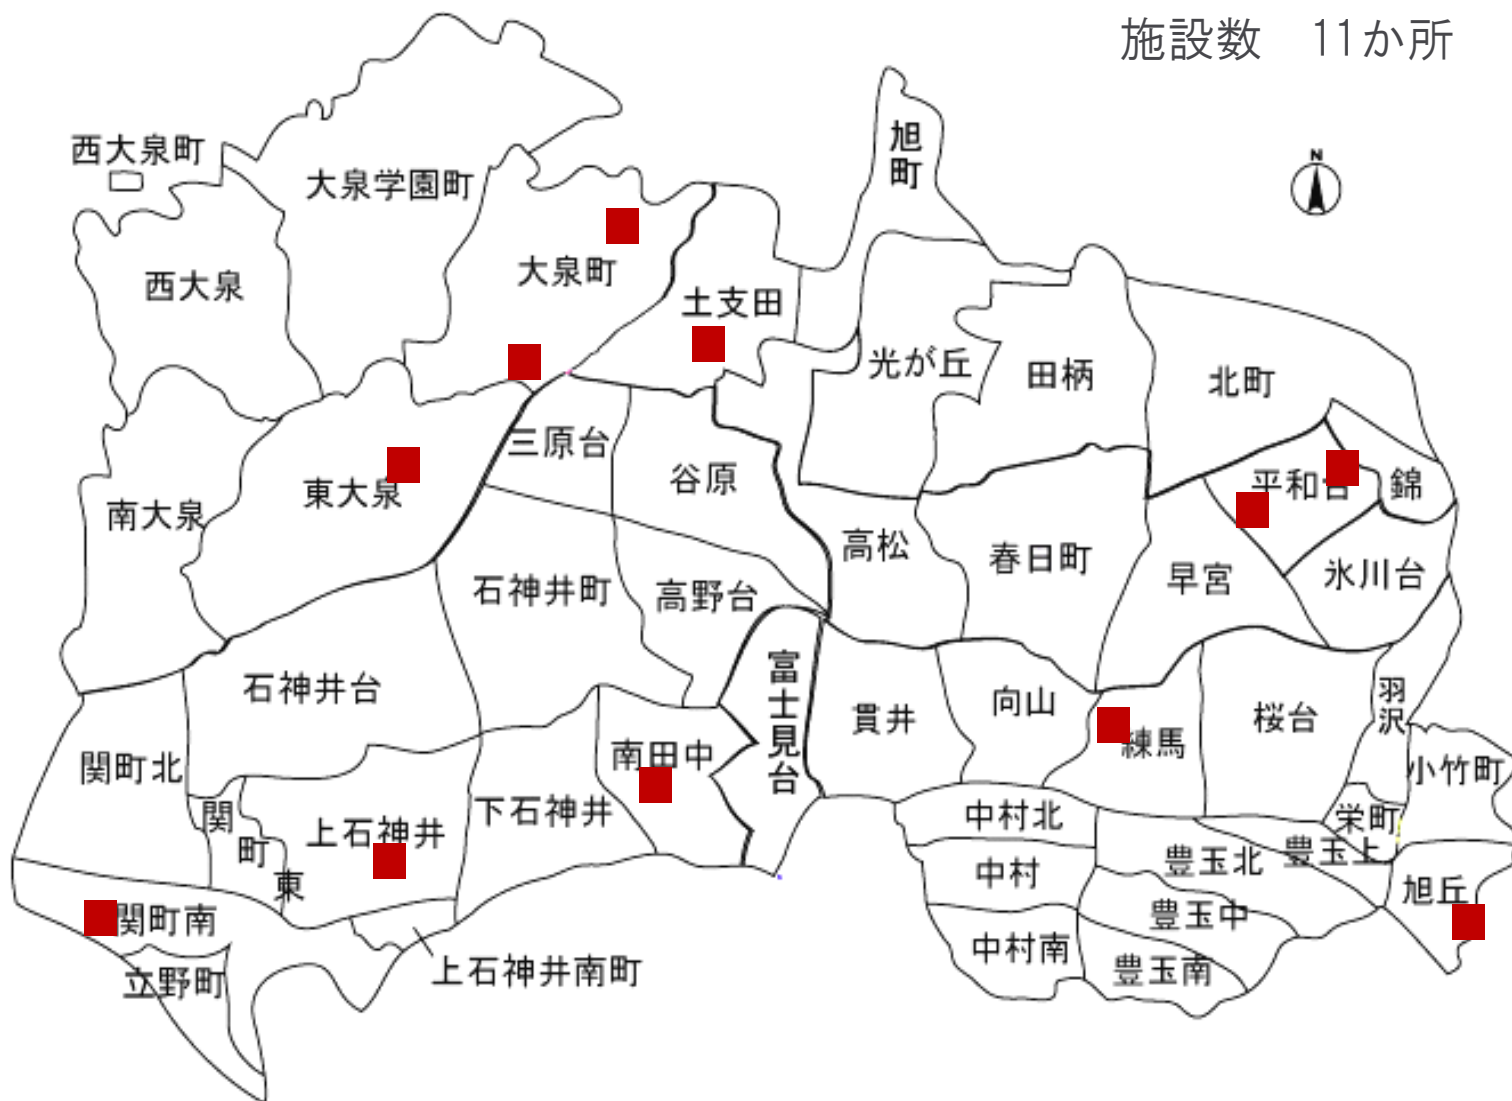 施設数　11か所
旭町
N
西大泉町
大泉学園町
大泉町
西大泉
土支田
光が丘
田柄
北町
三原台
谷原
平和台
錦
東大泉
南大泉
高松
春日町
早宮
氷川台
石神井町
高野台
石神井台
富士見台
貫井
向山
練馬
桜台
羽沢
関町北
南田中
小竹町
関町東
上石神井
下石神井
中村北
栄町
豊玉北
豊玉上
中村
旭丘
関町南
豊玉中
中村南
豊玉南
立野町
上石神井南町